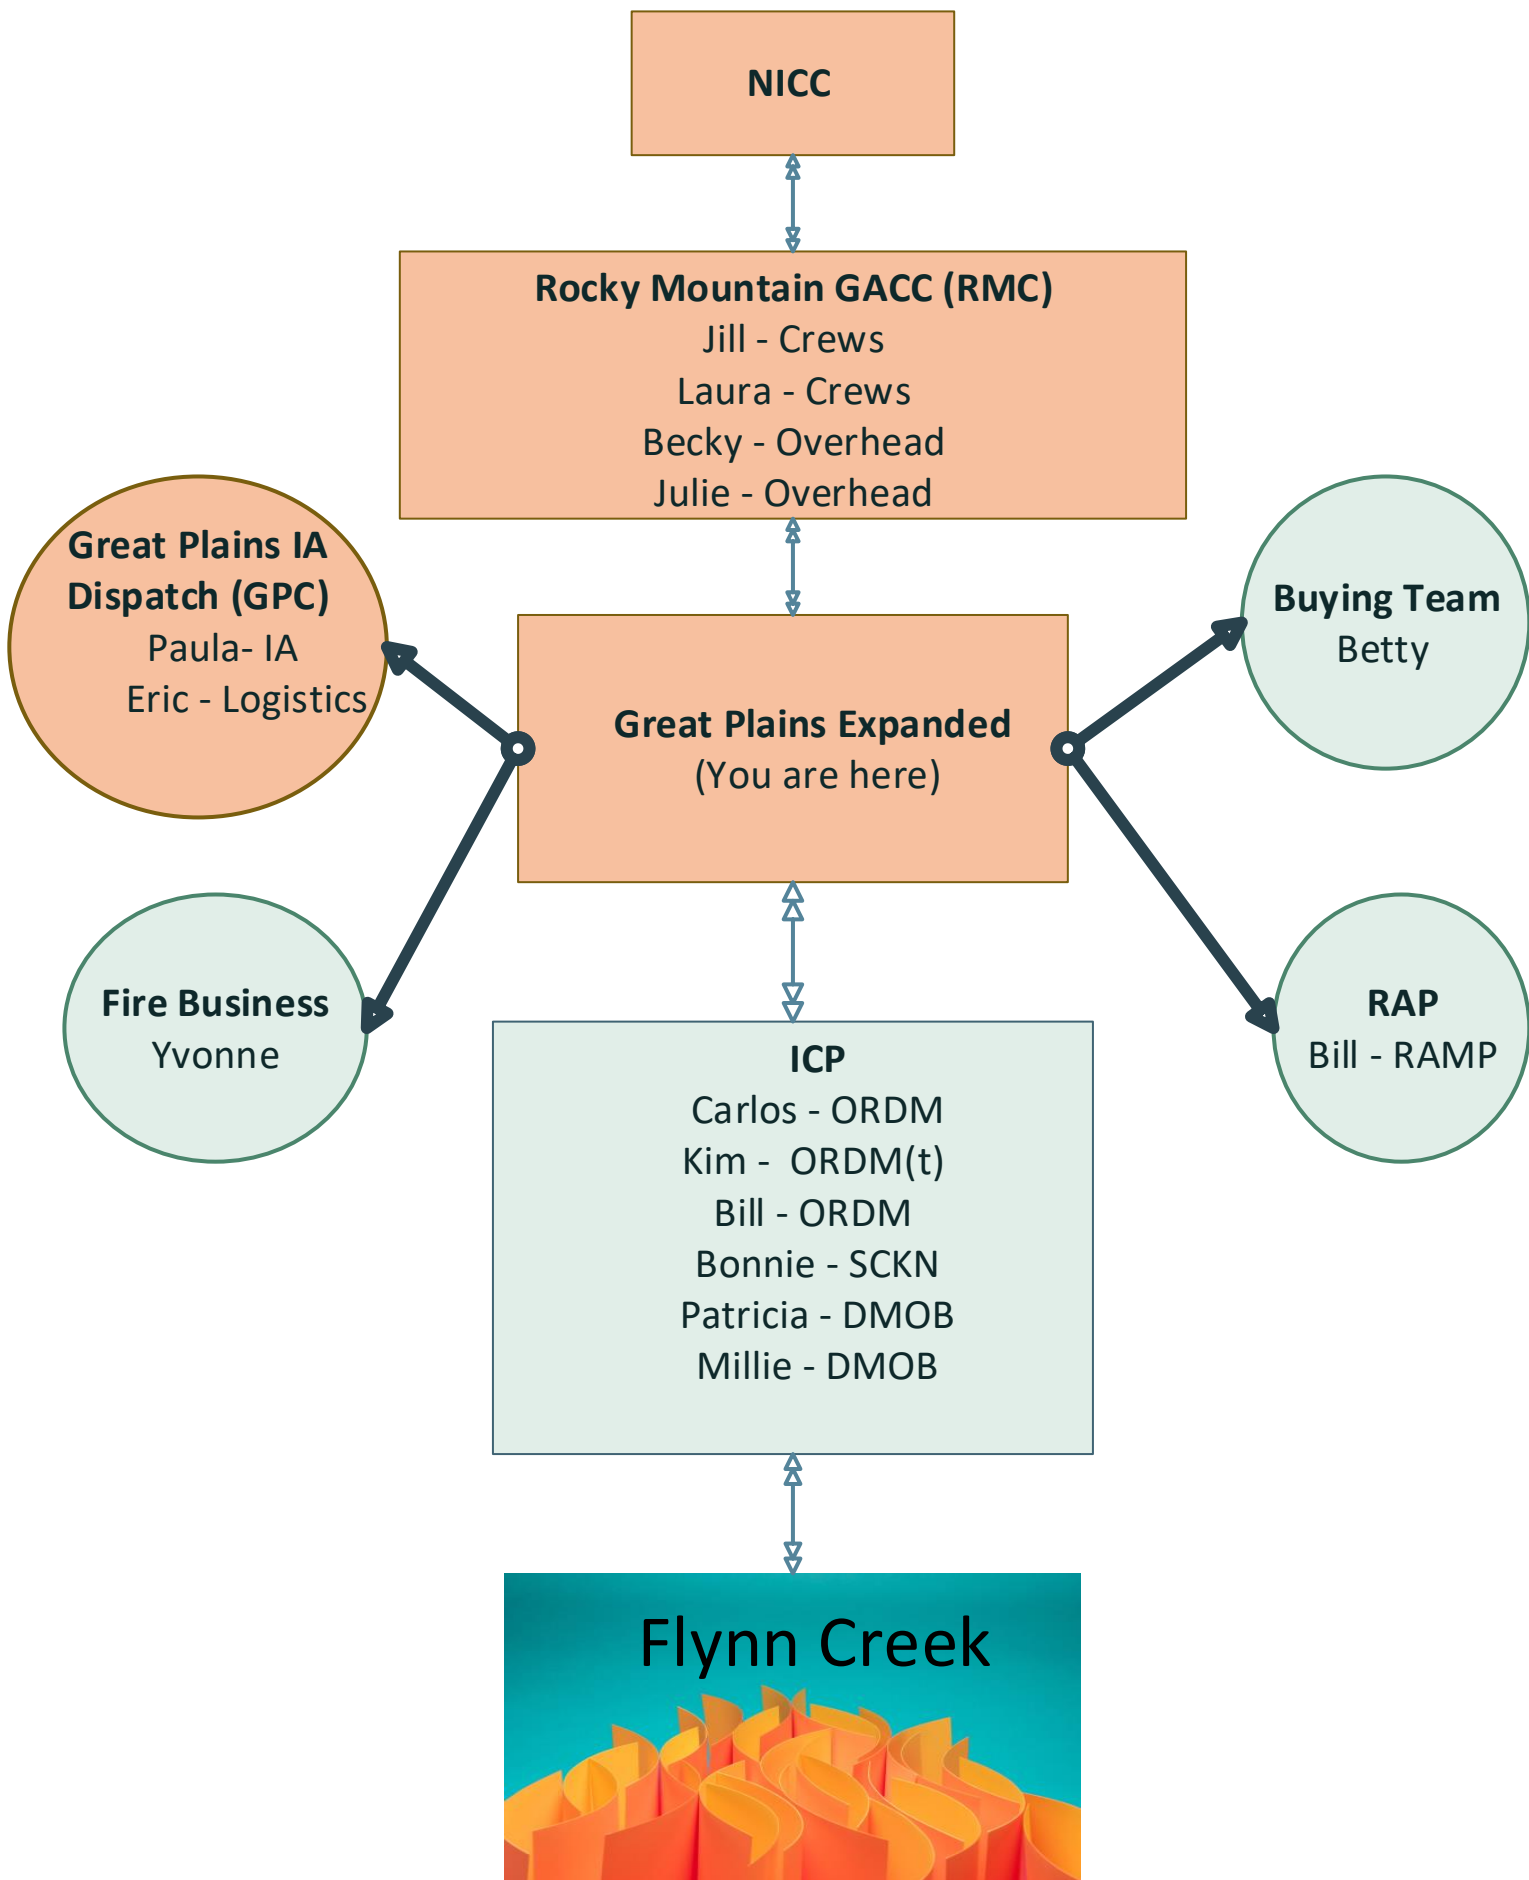 NICC
Rocky Mountain GACC (RMC)
Jill - Crews
Laura - Crews
Becky - Overhead
Julie - Overhead
Great Plains IA
Dispatch (GPC)
Paula- IA
Eric - Logistics
Great Plains Expanded
(You are here)
Buying Team
Betty
Fire Business
Yvonne
RAP
Bill - RAMP
ICP
Carlos - ORDM
Kim -  ORDM(t)
Bill - ORDM
Bonnie - SCKN
Patricia - DMOB
Millie - DMOB
Flynn Creek